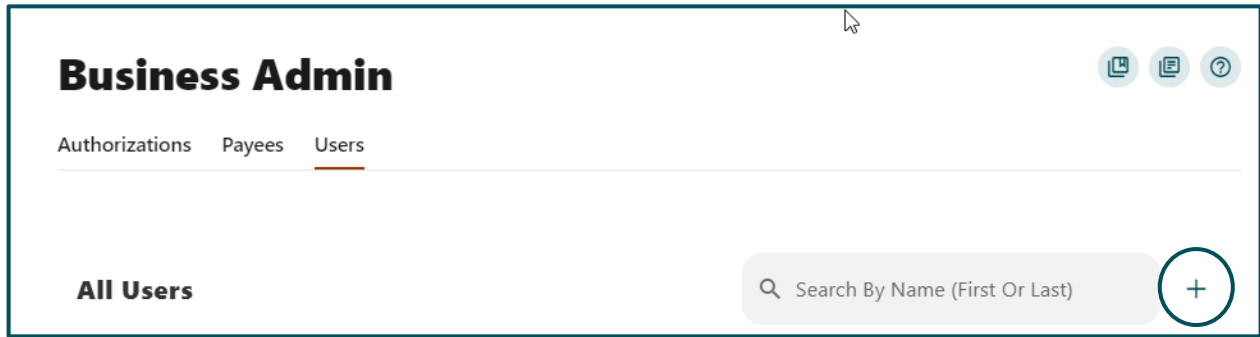 Business Admin
Authorizations Payees Users
All Users
Search By Name (First Or Last)